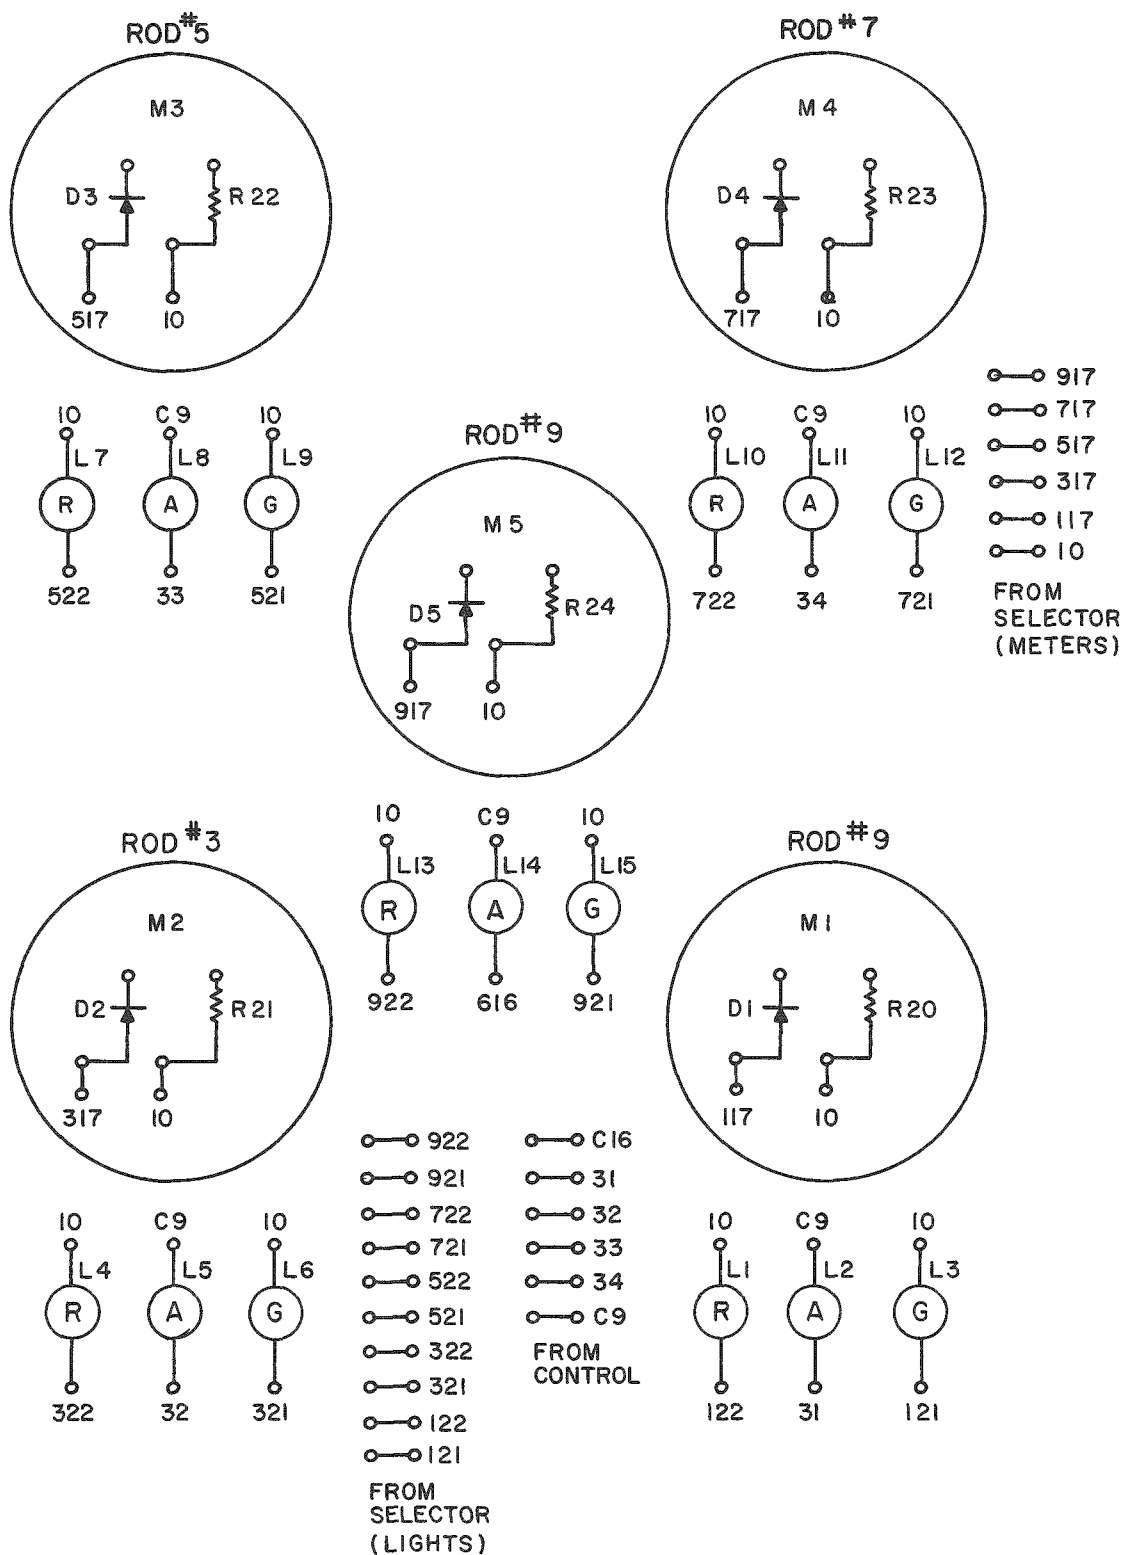 ROD #5
M3
D3
R22
517
10
10
C9
10
L7
L8
L9
R
A
G
522
33
521
ROD #7
M4
D4
R23
717
10
10
C9
10
L10
L11
L12
R
A
G
722
34
721
917
717
517
317
117
10
FROM
SELECTOR
(METERS)
ROD #9
M5
D5
R24
917
10
10
C9
10
L13
L14
L15
R
A
G
922
616
921
ROD #3
M2
D2
R21
317
10
10
C9
10
L4
L5
L6
R
A
G
322
32
321
922
921
722
721
522
521
322
321
122
121
FROM
SELECTOR
(LIGHTS)
C16
31
32
33
34
C9
FROM
CONTROL
ROD #9
M1
D1
R20
117
10
10
C9
10
L1
L2
L3
R
A
G
122
31
121